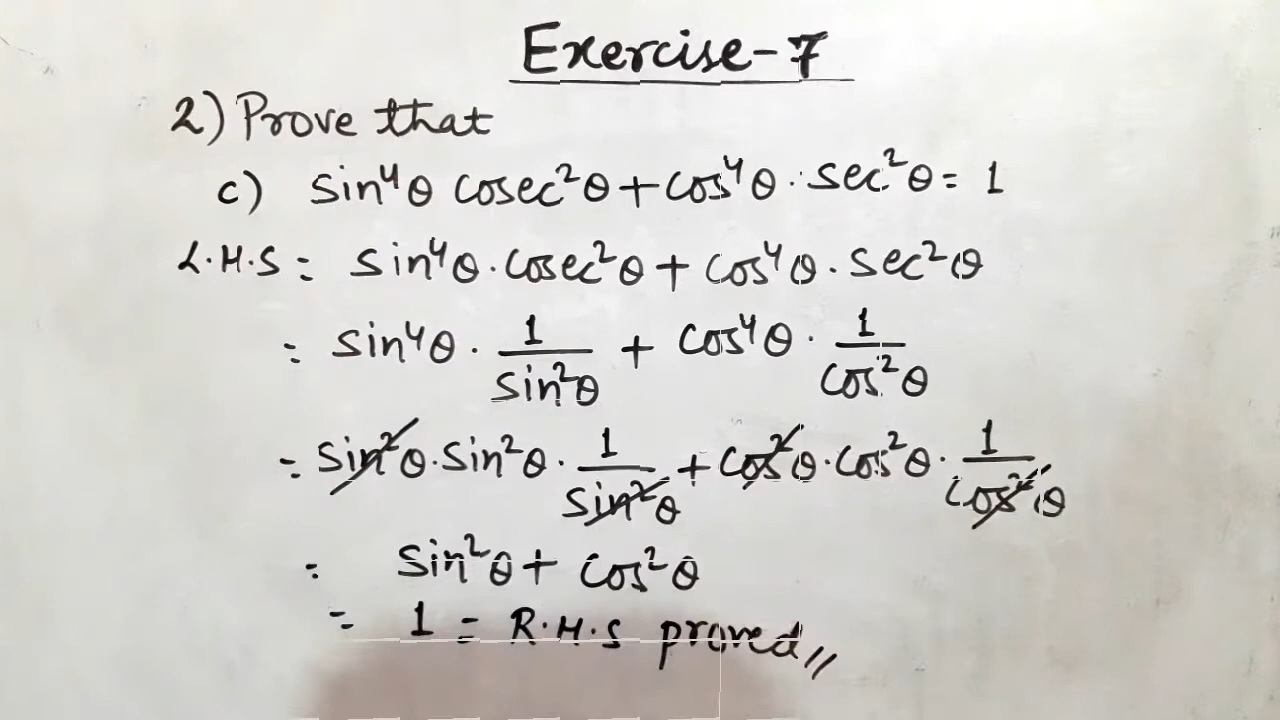 Exercise-7
2) Prove that
c) sin⁴θ cosec²θ + cos⁴θ · sec²θ = 1
L.H.S = sin⁴θ · cosec²θ + cos⁴θ · sec²θ
= sin⁴θ · 1/sin²θ + cos⁴θ · 1/cos²θ
= sin²θ · sin²θ · 1/sin²θ + cos²θ · cos²θ · 1/cos²θ
= sin²θ + cos²θ
= 1 = R.H.S proved //